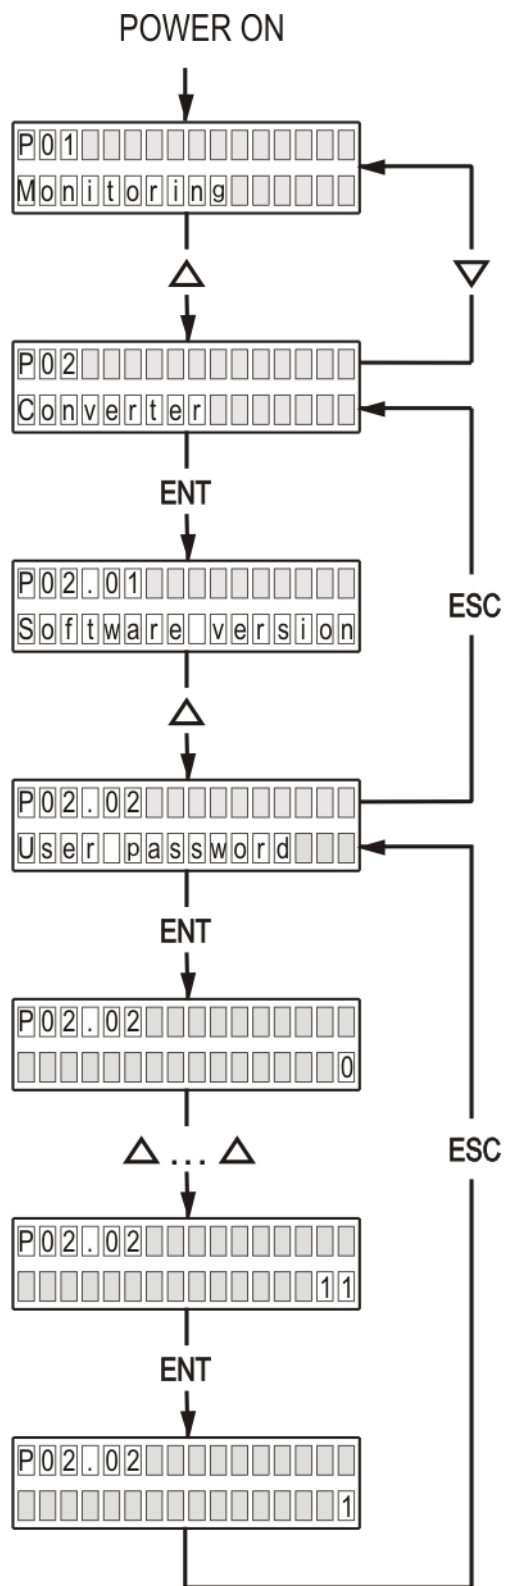 POWER ON
P01
Monitoring
P02
Converter
ENT
P02.01
Software version
ESC
P02.02
User password
ENT
P02.02
0
...
ESC
P02.02
11
ENT
P02.02
1